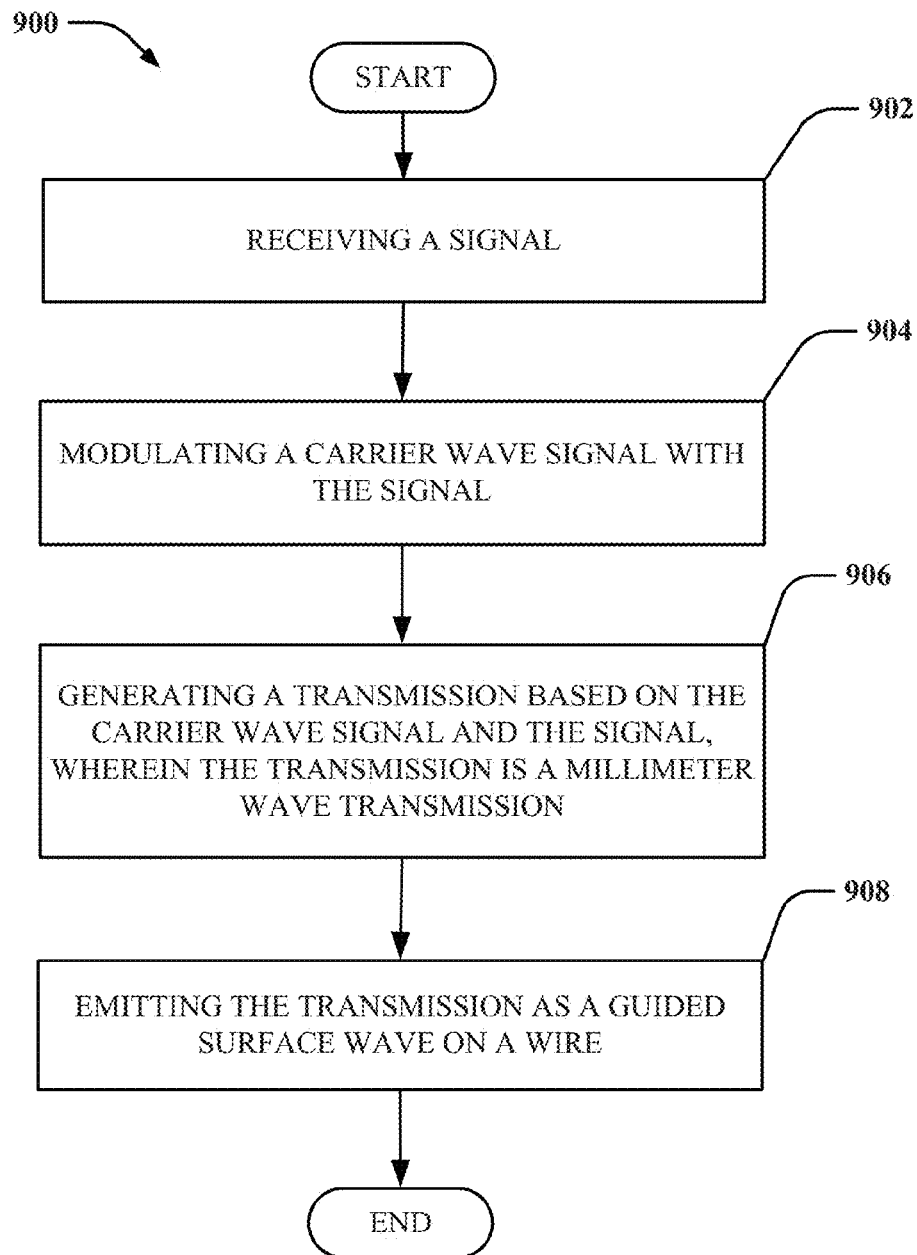 900
START
902
RECEIVING A SIGNAL
904
MODULATING A CARRIER WAVE SIGNAL WITH
THE SIGNAL
906
GENERATING A TRANSMISSION BASED ON THE
CARRIER WAVE SIGNAL AND THE SIGNAL,
WHEREIN THE TRANSMISSION IS A MILLIMETER
WAVE TRANSMISSION
908
EMITTING THE TRANSMISSION AS A GUIDED
SURFACE WAVE ON A WIRE
END